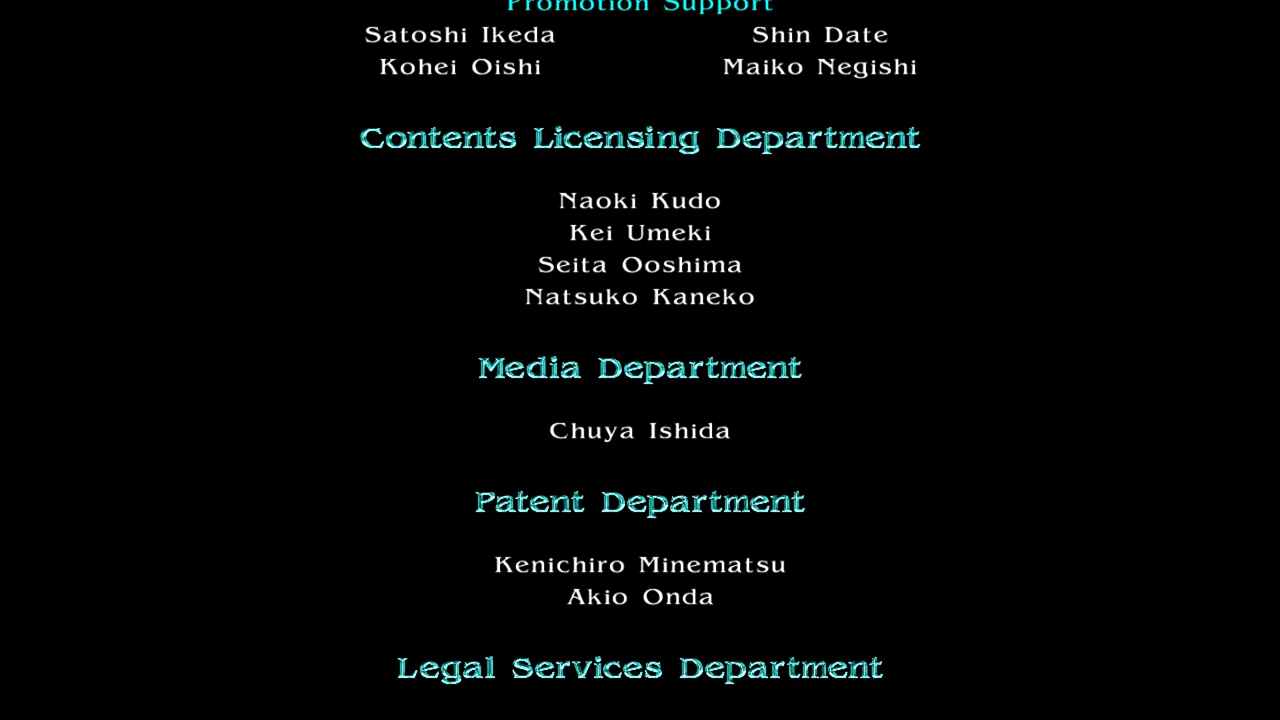 Promotion Support
Satoshi Ikeda Shin Date
Kohei Oishi Maiko Negishi
Contents Licensing Department
Naoki Kudo
Kei Umeki
Seita Ooshima
Natsuko Kaneko
Media Department
Chuya Ishida
Patent Department
Kenichiro Minematsu
Akio Onda
Legal Services Department